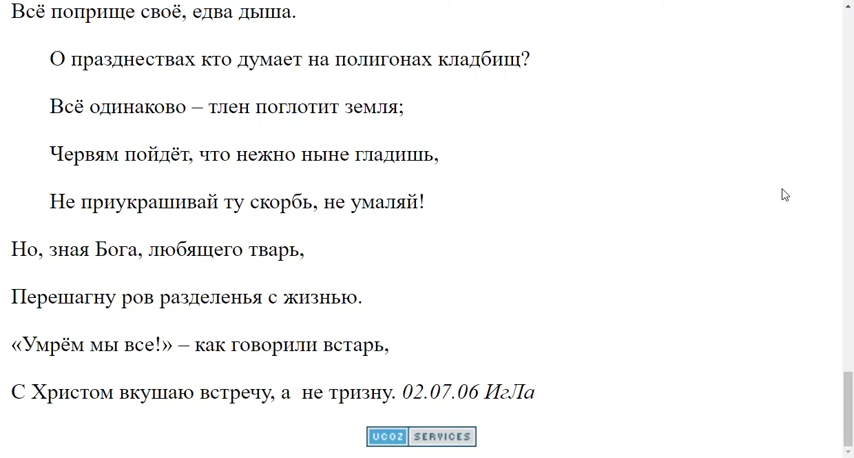 Всё поприще своё, едва дыша.
О празднествах кто думает на полигонах кладбищ?
Всё одинаково – тлен поглотит земля;
Червям пойдёт, что нежно ныне гладишь,
Не приукрашивай ту скорбь, не умаляй!
Но, зная Бога, любящего тварь,
Перешагну ров разделенья с жизнью.
«Умрём мы все!» – как говорили встарь,
С Христом вкушаю встречу, а  не тризну. 02.07.06 ИгЛа
UCOZ SERVICES